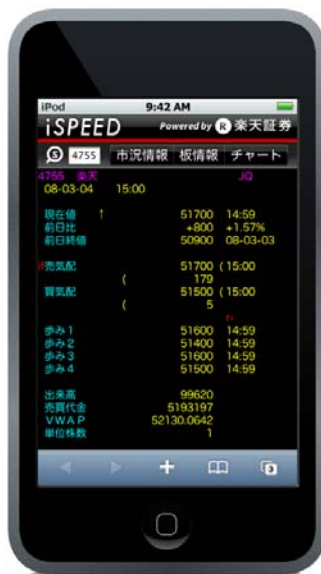 iPod 9:42 AM
iSPEED Powered by R 楽天証券
4755 市況情報 板情報 チャート
4755 楽天 JQ
08-03-04 15:00
現在値 ↑ 51700 14:59
前日比 +800 +1.57%
前日終値 50900 08-03-03
売気配 51700 (15:00
( 179
買気配 51500 (15:00
( 5
歩み1 51600 14:59
歩み2 51400 14:59
歩み3 51600 14:59
歩み4 51500 14:59
出来高 99620
売買代金 5193197
VWAP 52130.0642
単位株数 1